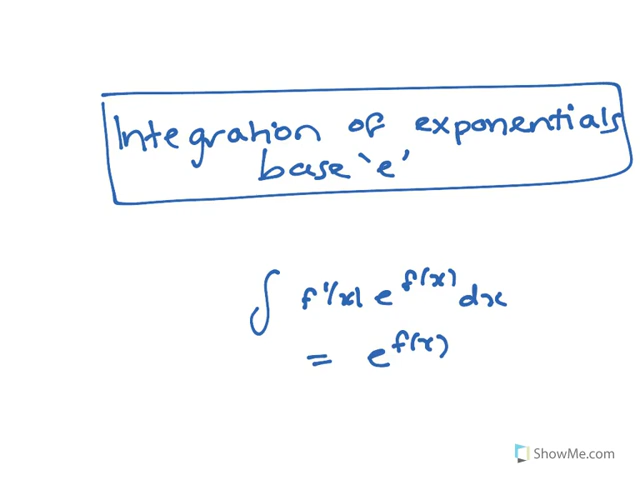 Integration of exponentials
base 'e'
∫ f'(x) e^{f(x)} dx
= e^{f(x)}
ShowMe.com